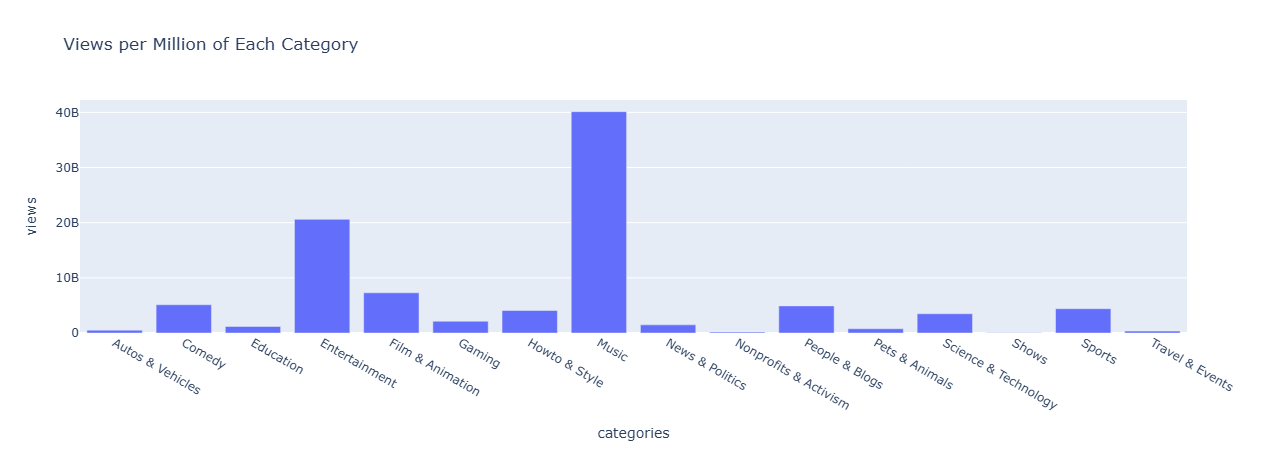 Views per Million of Each Category
views
40B
30B
20B
10B
0
Autos & Vehicles
Comedy
Education
Entertainment
Film & Animation
Gaming
Howto & Style
Music
News & Politics
Nonprofits & Activism
People & Blogs
Pets & Animals
Science & Technology
Shows
Sports
Travel & Events
categories